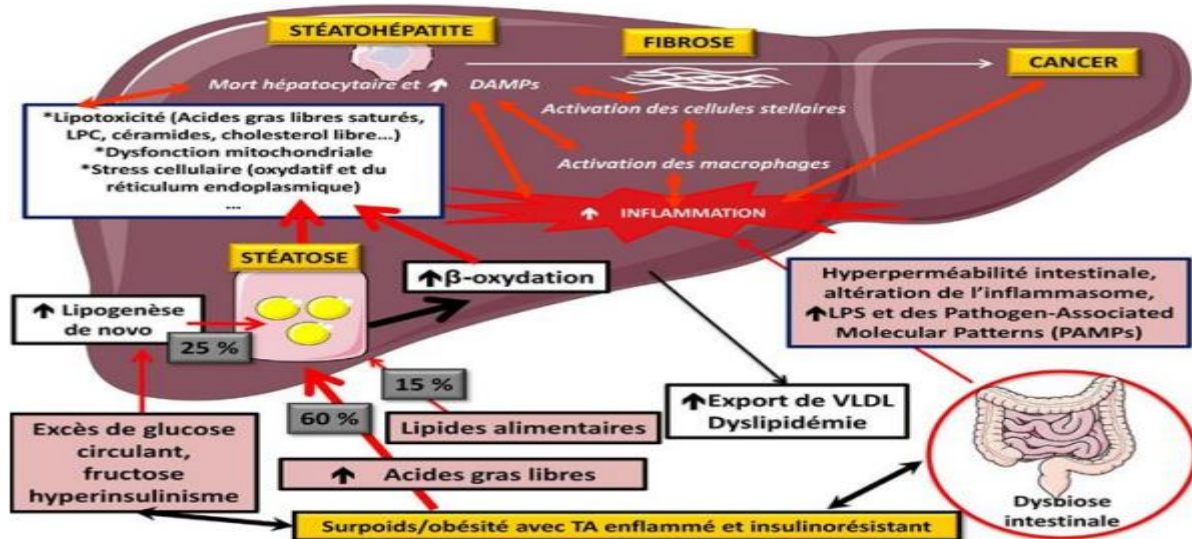 STÉATOHÉPATITE
FIBROSE
CANCER
Mort hépatocytaire et DAMPs
Activation des cellules stellaires
Activation des macrophages
INFLAMMATION
*Lipotoxicité (Acides gras libres saturés,
LPC, céramides, cholesterol libre...)
*Dysfonction mitochondriale
*Stress cellulaire (oxydatif et du
réticulum endoplasmique)
...
STÉATOSE
β-oxydation
Lipogenèse
de novo
25 %
Hyperperméabilité intestinale,
altération de l'inflammasome,
LPS et des Pathogen-Associated
Molecular Patterns (PAMPs)
15 %
60 %
Lipides alimentaires
Export de VLDL
Dyslipidémie
Excès de glucose
circulant,
fructose
hyperinsulinisme
Acides gras libres
Surpoids/obésité avec TA enflammé et insulinorésistant
Dysbiose
intestinale